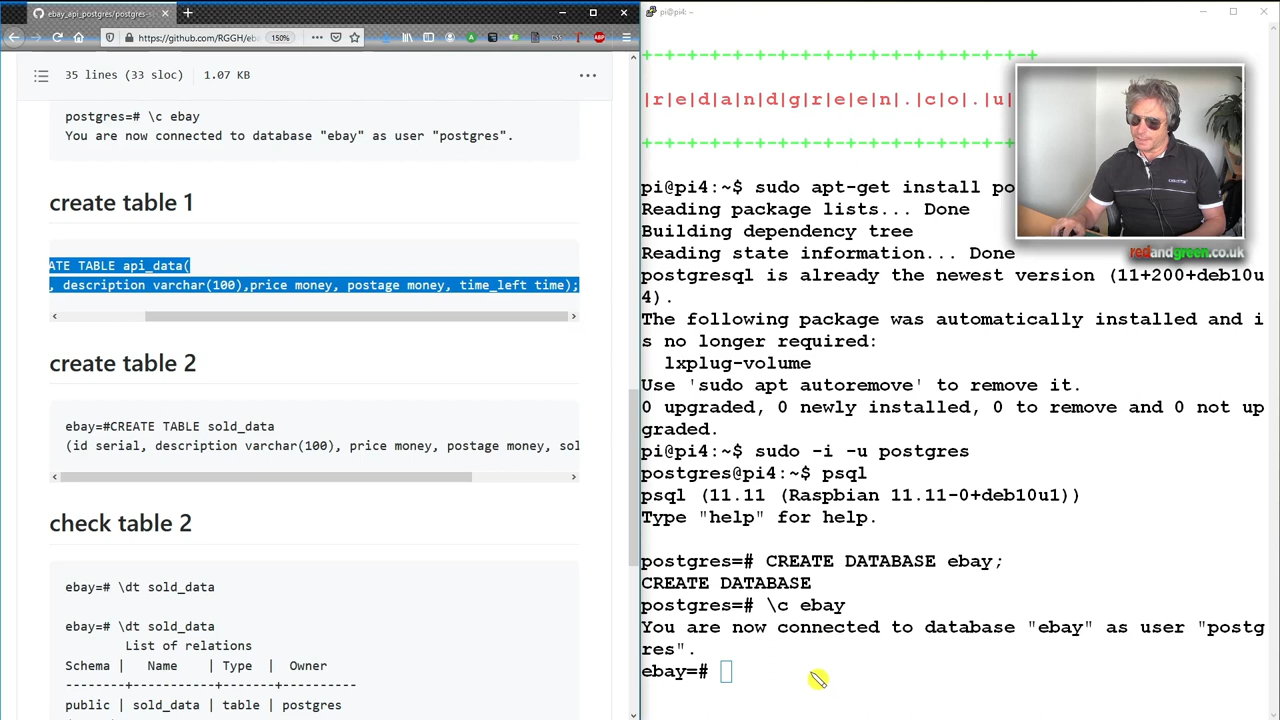 ebay_api_postgres/postgres-s
https://github.com/RGGH/eb
150%
35 lines (33 sloc) 1.07 KB
postgres=# \c ebay
You are now connected to database "ebay" as user "postgres".
create table 1
ATE TABLE api_data(
, description varchar(100),price money, postage money, time_left time);
create table 2
ebay=#CREATE TABLE sold_data
(id serial, description varchar(100), price money, postage money, sol
check table 2
ebay=# \dt sold_data
ebay=# \dt sold_data
List of relations
Schema | Name | Type | Owner
--------+-----------+-------+----------
public | sold_data | table | postgres
pi@pi4: ~
+-+-+-+-+-+-+-+-+-+-+-+-+-+-+-+-+-+-+
|r|e|d|a|n|d|g|r|e|e|n|.|c|o|.|u|
+-+-+-+-+-+-+-+-+-+-+-+-+-+-+-+-+-+
pi@pi4:~$ sudo apt-get install po
Reading package lists... Done
Building dependency tree
Reading state information... Done
postgresql is already the newest version (11+200+deb10u
4).
The following package was automatically installed and i
s no longer required:
lxplug-volume
Use 'sudo apt autoremove' to remove it.
0 upgraded, 0 newly installed, 0 to remove and 0 not up
graded.
pi@pi4:~$ sudo -i -u postgres
postgres@pi4:~$ psql
psql (11.11 (Raspbian 11.11-0+deb10u1))
Type "help" for help.
postgres=# CREATE DATABASE ebay;
CREATE DATABASE
postgres=# \c ebay
You are now connected to database "ebay" as user "postg
res".
ebay=#
redandgreen.co.uk